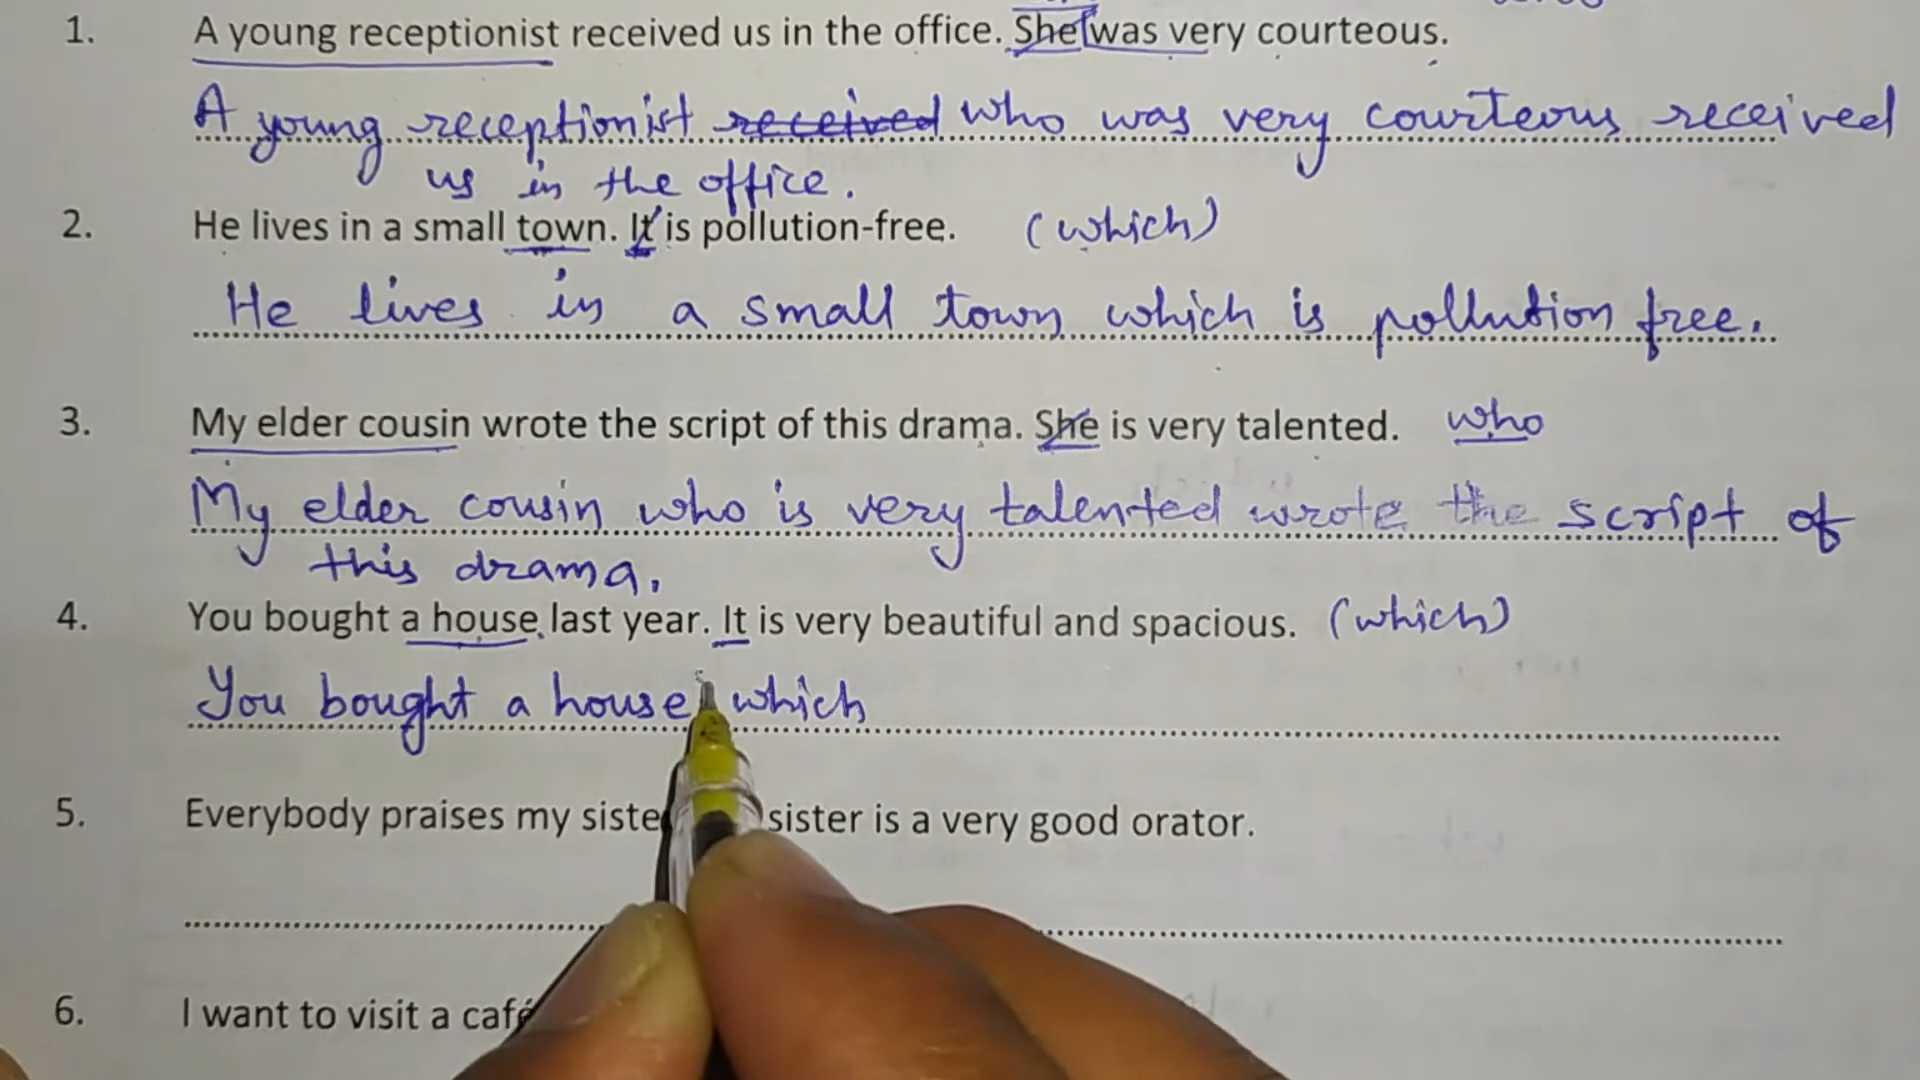 1. A young receptionist received us in the office. She was very courteous.
A young receptionist received who was very courteous received
us in the office.
2. He lives in a small town. It is pollution-free. (which)
He lives in a small town which is pollution free.
3. My elder cousin wrote the script of this drama. She is very talented. who
My elder cousin who is very talented wrote the script of
this drama.
4. You bought a house last year. It is very beautiful and spacious. (which)
You bought a house which
5. Everybody praises my sister is a very good orator.
6. I want to visit a café